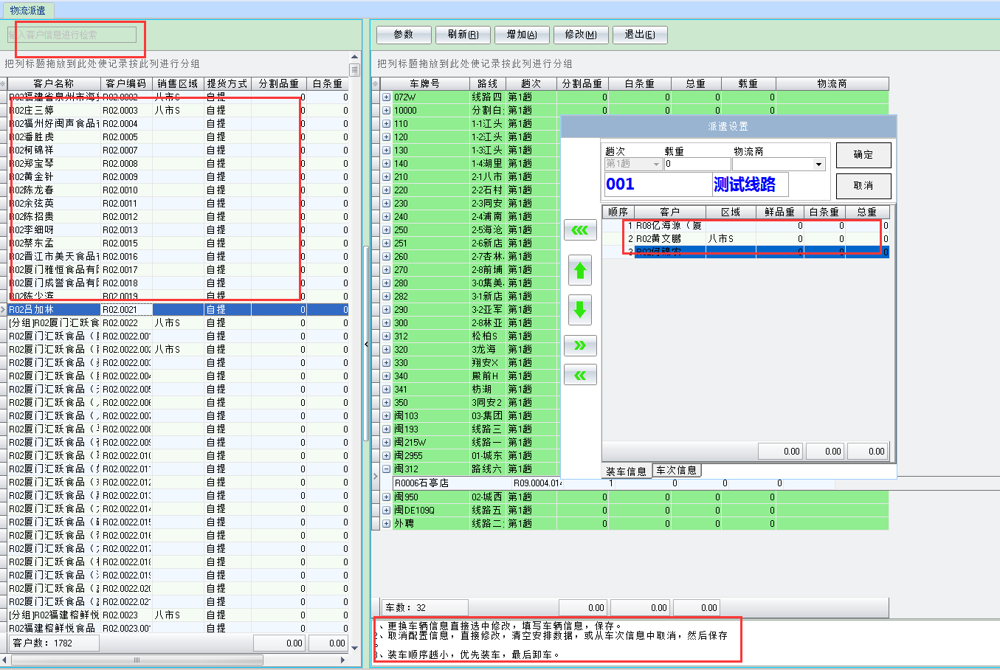 物流派遣
输入客户信息进行检索
把列标题拖放到此处使记录按此列进行分组
客户名称 客户编码 销售区域 提货方式 分割品重 白条重
R02福建省泉州市海 R02.0002 八市S 自提 0 0
R02庄三婷 R02.0003 八市S 自提 0 0
R02福州好闽声食品有 R02.0004 自提 0 0
R02潘胜虎 R02.0005 自提 0 0
R02柯锦祥 R02.0007 自提 0 0
R02郑宝琴 R02.0008 自提 0 0
R02黄金针 R02.0009 自提 0 0
R02陈龙春 R02.0010 自提 0 0
R02余弦英 R02.0011 自提 0 0
R02陈招贵 R02.0012 自提 0 0
R02李细呀 R02.0013 自提 0 0
R02蔡东孟 R02.0015 自提 0 0
R02晋江市美天食品有 R02.0016 自提 0 0
R02厦门雅恒食品有限 R02.0017 自提 0 0
R02厦门成誉食品有限 R02.0018 自提 0 0
R02陈少滨 R02.0019 自提 0 0
R02吕加林 R02.0021 自提 0 0
[分组]R02厦门汇跃食 R02.0022 八市S 自提 0 0
R02厦门汇跃食品( R02.0022.001 自提 0 0
R02厦门汇跃食品( R02.0022.002 八市S 自提 0 0
R02厦门汇跃食品( R02.0022.003 自提 0 0
R02厦门汇跃食品( R02.0022.004 自提 0 0
R02厦门汇跃食品( R02.0022.005 自提 0 0
R02厦门汇跃食品( R02.0022.006 自提 0 0
R02厦门汇跃食品( R02.0022.007 自提 0 0
R02厦门汇跃食品( R02.0022.008 自提 0 0
R02厦门汇跃食品( R02.0022.009 自提 0 0
R02厦门汇跃食品( R02.0022.010 自提 0 0
R02厦门汇跃食品( R02.0022.011 自提 0 0
R02厦门汇跃食品( R02.0022.012 自提 0 0
R02厦门汇跃食品( R02.0022.013 自提 0 0
R02厦门汇跃食品( R02.0022.014 自提 0 0
R02厦门汇跃食品( R02.0022.015 自提 0 0
R02厦门汇跃食品( R02.0022.016 自提 0 0
R02厦门汇跃食品( R02.0022.017 自提 0 0
R02厦门汇跃食品( R02.0022.018 自提 0 0
R02厦门汇跃食品( R02.0022.019 自提 0 0
R02厦门汇跃食品( R02.0022.020 自提 0 0
R02厦门汇跃食品( R02.0022.021 自提 0 0
[分组]R02福建榕鲜悦 R02.0023 八市S 自提 0 0
R02福建榕鲜悦食品 R02.0023.001 自提 0 0
客户数：1782 0.00 0.00
参数 刷新(R) 增加(A) 修改(M) 退出(E)
把列标题拖放到此处使记录按此列进行分组
车牌号 路线 趟次 分割品重 白条重 总重 载重 物流商
072W 线路四 第1趟 0 0 0 0
10000 分割白: 第1趟 0 0 0 0
110 1-1江头 第1趟
120 1-2江头 第1趟
130 1-3江头 第1趟
140 1-4湖里 第1趟
210 2-1八市 第1趟
220 2-2石村 第1趟
230 2-3同安 第1趟
240 2-4浦南 第1趟
250 2-5海沧 第1趟
251 2-6新店 第1趟
260 2-7杏林 第1趟
270 2-8前埔 第1趟
280 3-0集美 第1趟
282 3-1新店 第1趟
290 3-2亚军 第1趟
300 2-8林亚 第1趟
312 松柏S 第1趟
320 3龙海 第1趟
330 翔安X 第1趟
340 殿前H 第1趟
341 枋湖 第1趟
350 3同安2 第1趟
闽103 03-集团 第1趟
闽193 线路三 第1趟
闽215W 线路一 第1趟
闽2955 01-城东 第1趟
闽312 路线六 第1趟
R0006石亭店 R09.0004.014 1 0 0 0
闽950 02-城西 第1趟 0 0 0 0
闽DE109Q 线路五 第1趟 0 0 0 0
外聘 线路二: 第1趟 0 0 0 0
车数：32 0.00 0.00 0.00
派遣设置
趟次 载重 物流商
第1趟 0
001 测试线路
确定
取消
顺序 客户 区域 鲜品重 白条重 总重
1 R08亿海源（厦 0 0 0
2 R02黄文鹏 八市S 0 0 0
3 R02何锦农 0 0 0
0.00 0.00 0.00
装车信息 车次信息
1、更换车辆信息直接选中修改，填写车辆信息，保存。
2、取消配置信息，直接修改，清空安排数据，或从车次信息中取消，然后保存
。
3、装车顺序越小，优先装车，最后卸车。